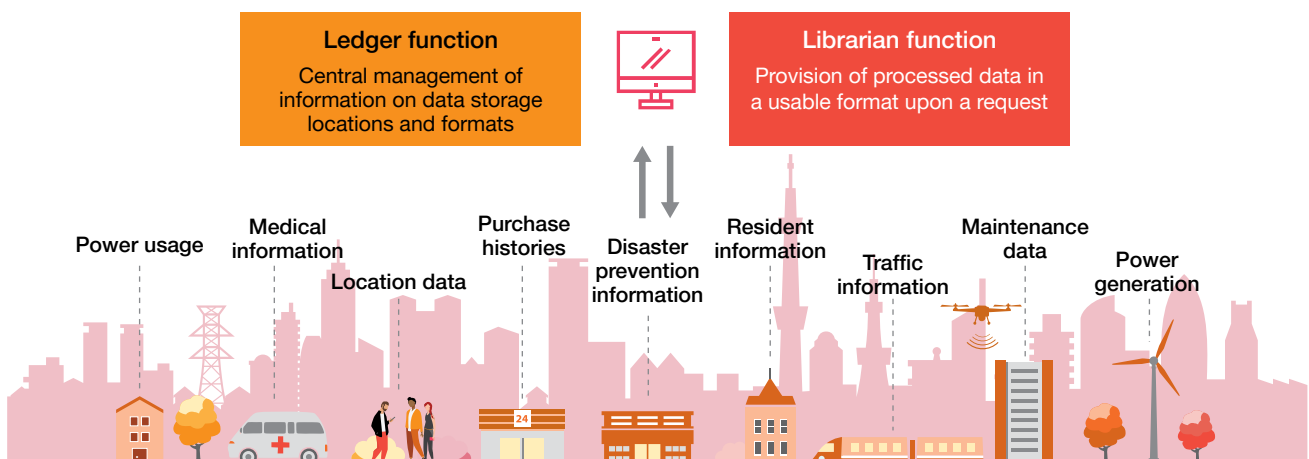 Ledger function
Central management of
information on data storage
locations and formats
Librarian function
Provision of processed data in
a usable format upon a request
Power usage
Medical
information
Location data
Purchase
histories
Disaster
prevention
information
Resident
information
Traffic
information
Maintenance
data
Power
generation
24